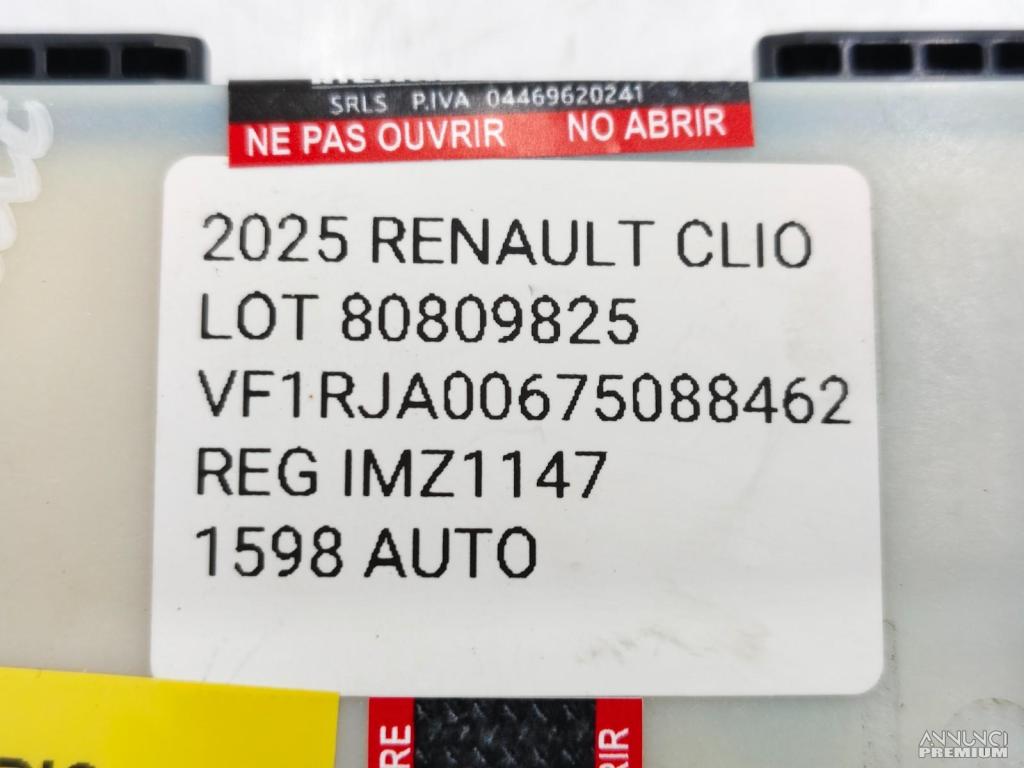 SRLS P.IVA 04469620241
NE PAS OUVRIR NO ABRIR
2025 RENAULT CLIO
LOT 80809825
VF1RJA00675088462
REG IMZ1147
1598 AUTO
ANNUNCI
PREMIUM